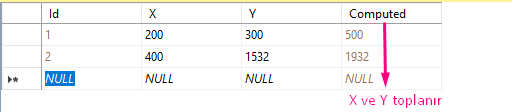 Id X Y Computed
1 200 300 500
2 400 1532 1932
NULL NULL NULL NULL
X ve Y toplanır